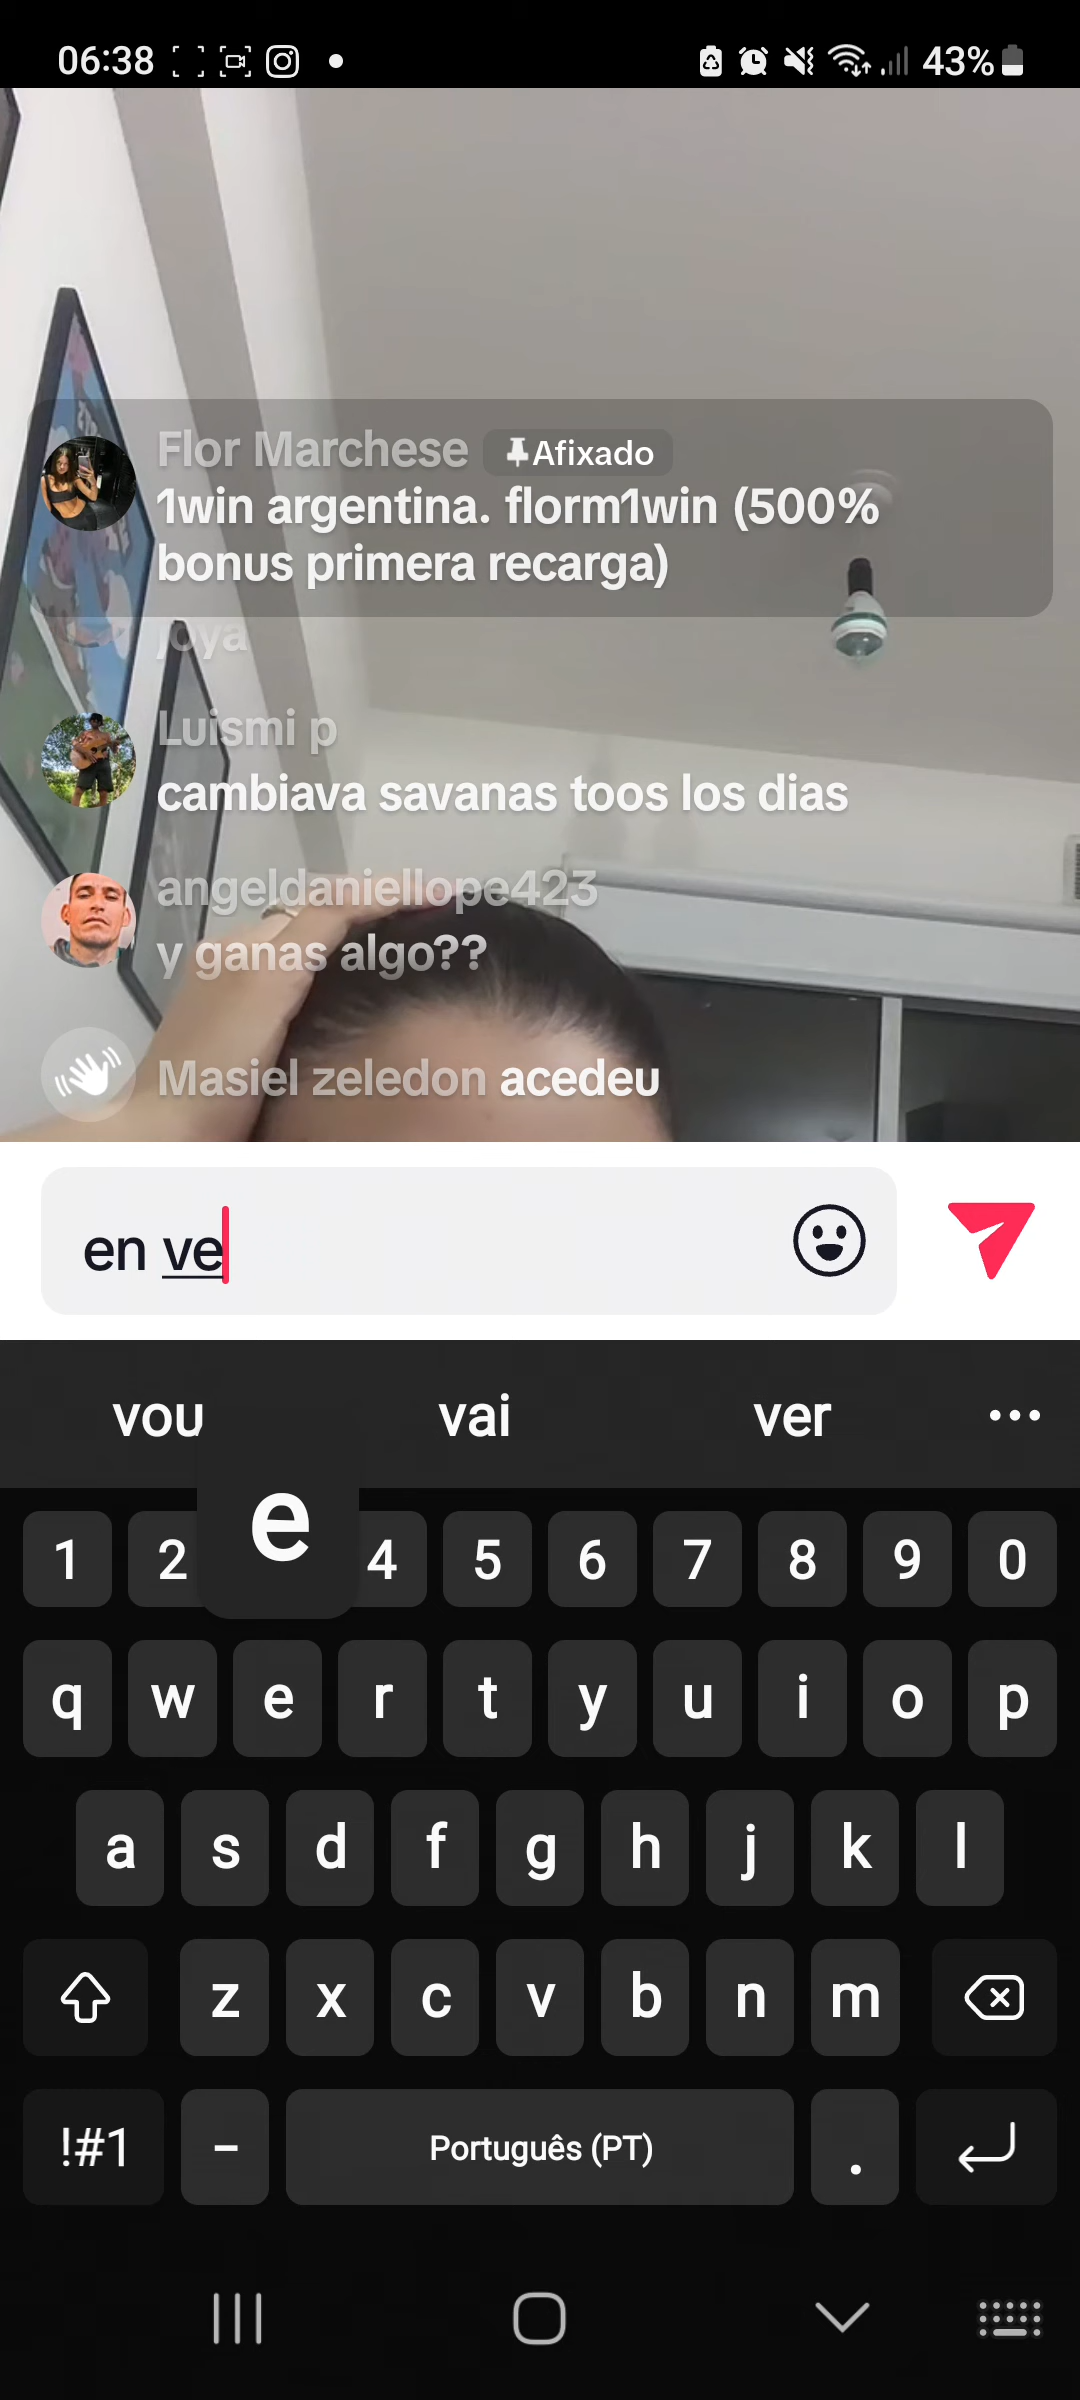 06:38
43%
Flor Marchese Afixado
1win argentina. florm1win (500%
bonus primera recarga)
joya
Luismi p
cambiava savanas toos los dias
angeldaniellope423
y ganas algo??
Masiel zeledon acedeu
en ve
vou vai ver
e
1 2 4 5 6 7 8 9 0
q w e r t y u i o p
a s d f g h j k l
z x c v b n m
!#1 - Português (PT) .